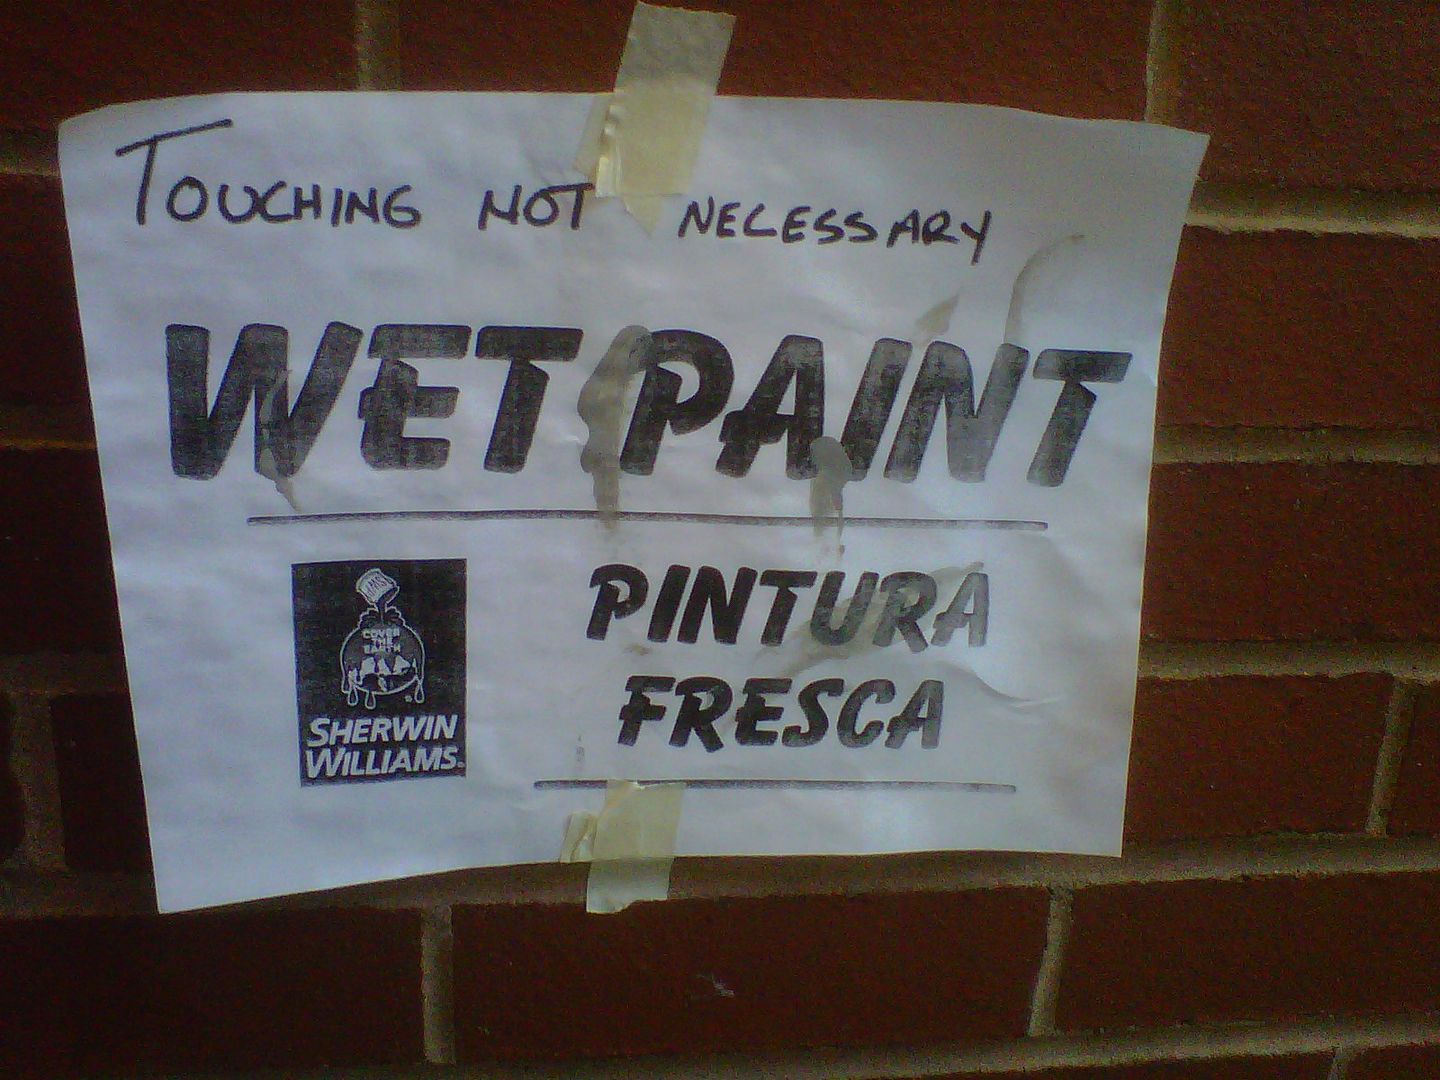 TOUCHING NOT NECESSARY
WET PAINT
COVER
THE
EARTH
SHERWIN
WILLIAMS.
PINTURA
FRESCA